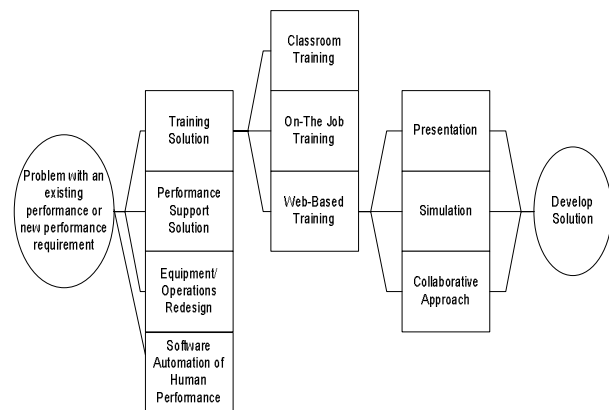 Problem with an
existing
performance or
new performance
requirement
Training
Solution
Performance
Support
Solution
Equipment/
Operations
Redesign
Software
Automation of
Human
Performance
Classroom
Training
On-The Job
Training
Web-Based
Training
Presentation
Simulation
Collaborative
Approach
Develop
Solution